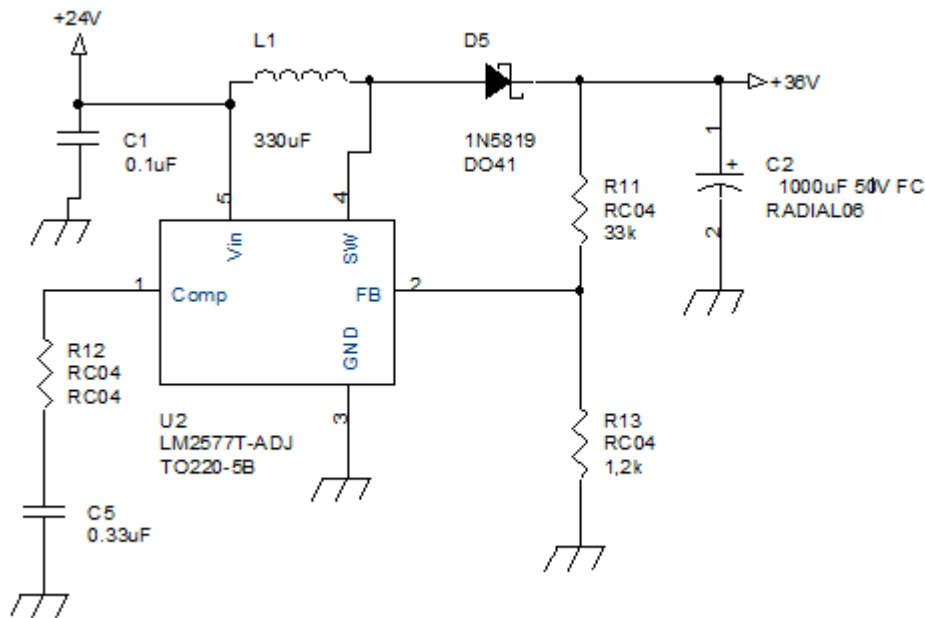 +24V
L1
D5
+36V
C1
0.1uF
330uF
1N5819
DO41
1
+
C2
1000uF 50V FC
RADIAL06
2
R11
RC04
33k
5
4
Vin
SW
1
Comp
FB
2
GND
3
R12
RC04
RC04
U2
LM2577T-ADJ
TO220-5B
R13
RC04
1,2k
C5
0.33uF